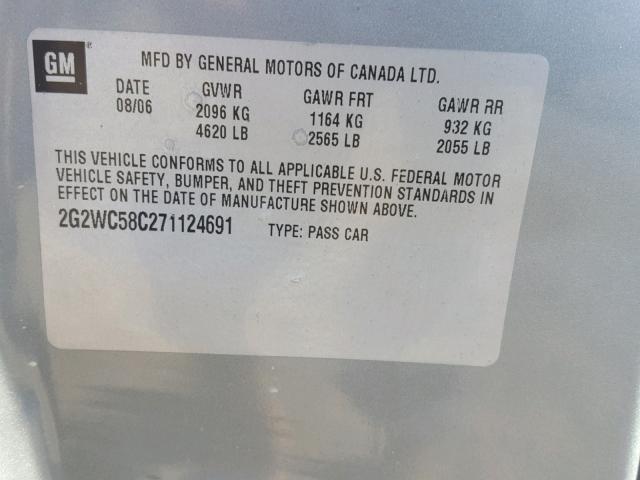 GM®
MFD BY GENERAL MOTORS OF CANADA LTD.
DATE GVWR GAWR FRT GAWR RR
08/06 2096 KG 1164 KG 932 KG
4620 LB 2565 LB 2055 LB
THIS VEHICLE CONFORMS TO ALL APPLICABLE U.S. FEDERAL MOTOR
VEHICLE SAFETY, BUMPER, AND THEFT PREVENTION STANDARDS IN
EFFECT ON THE DATE OF MANUFACTURE SHOWN ABOVE.
2G2WC58C271124691 TYPE: PASS CAR